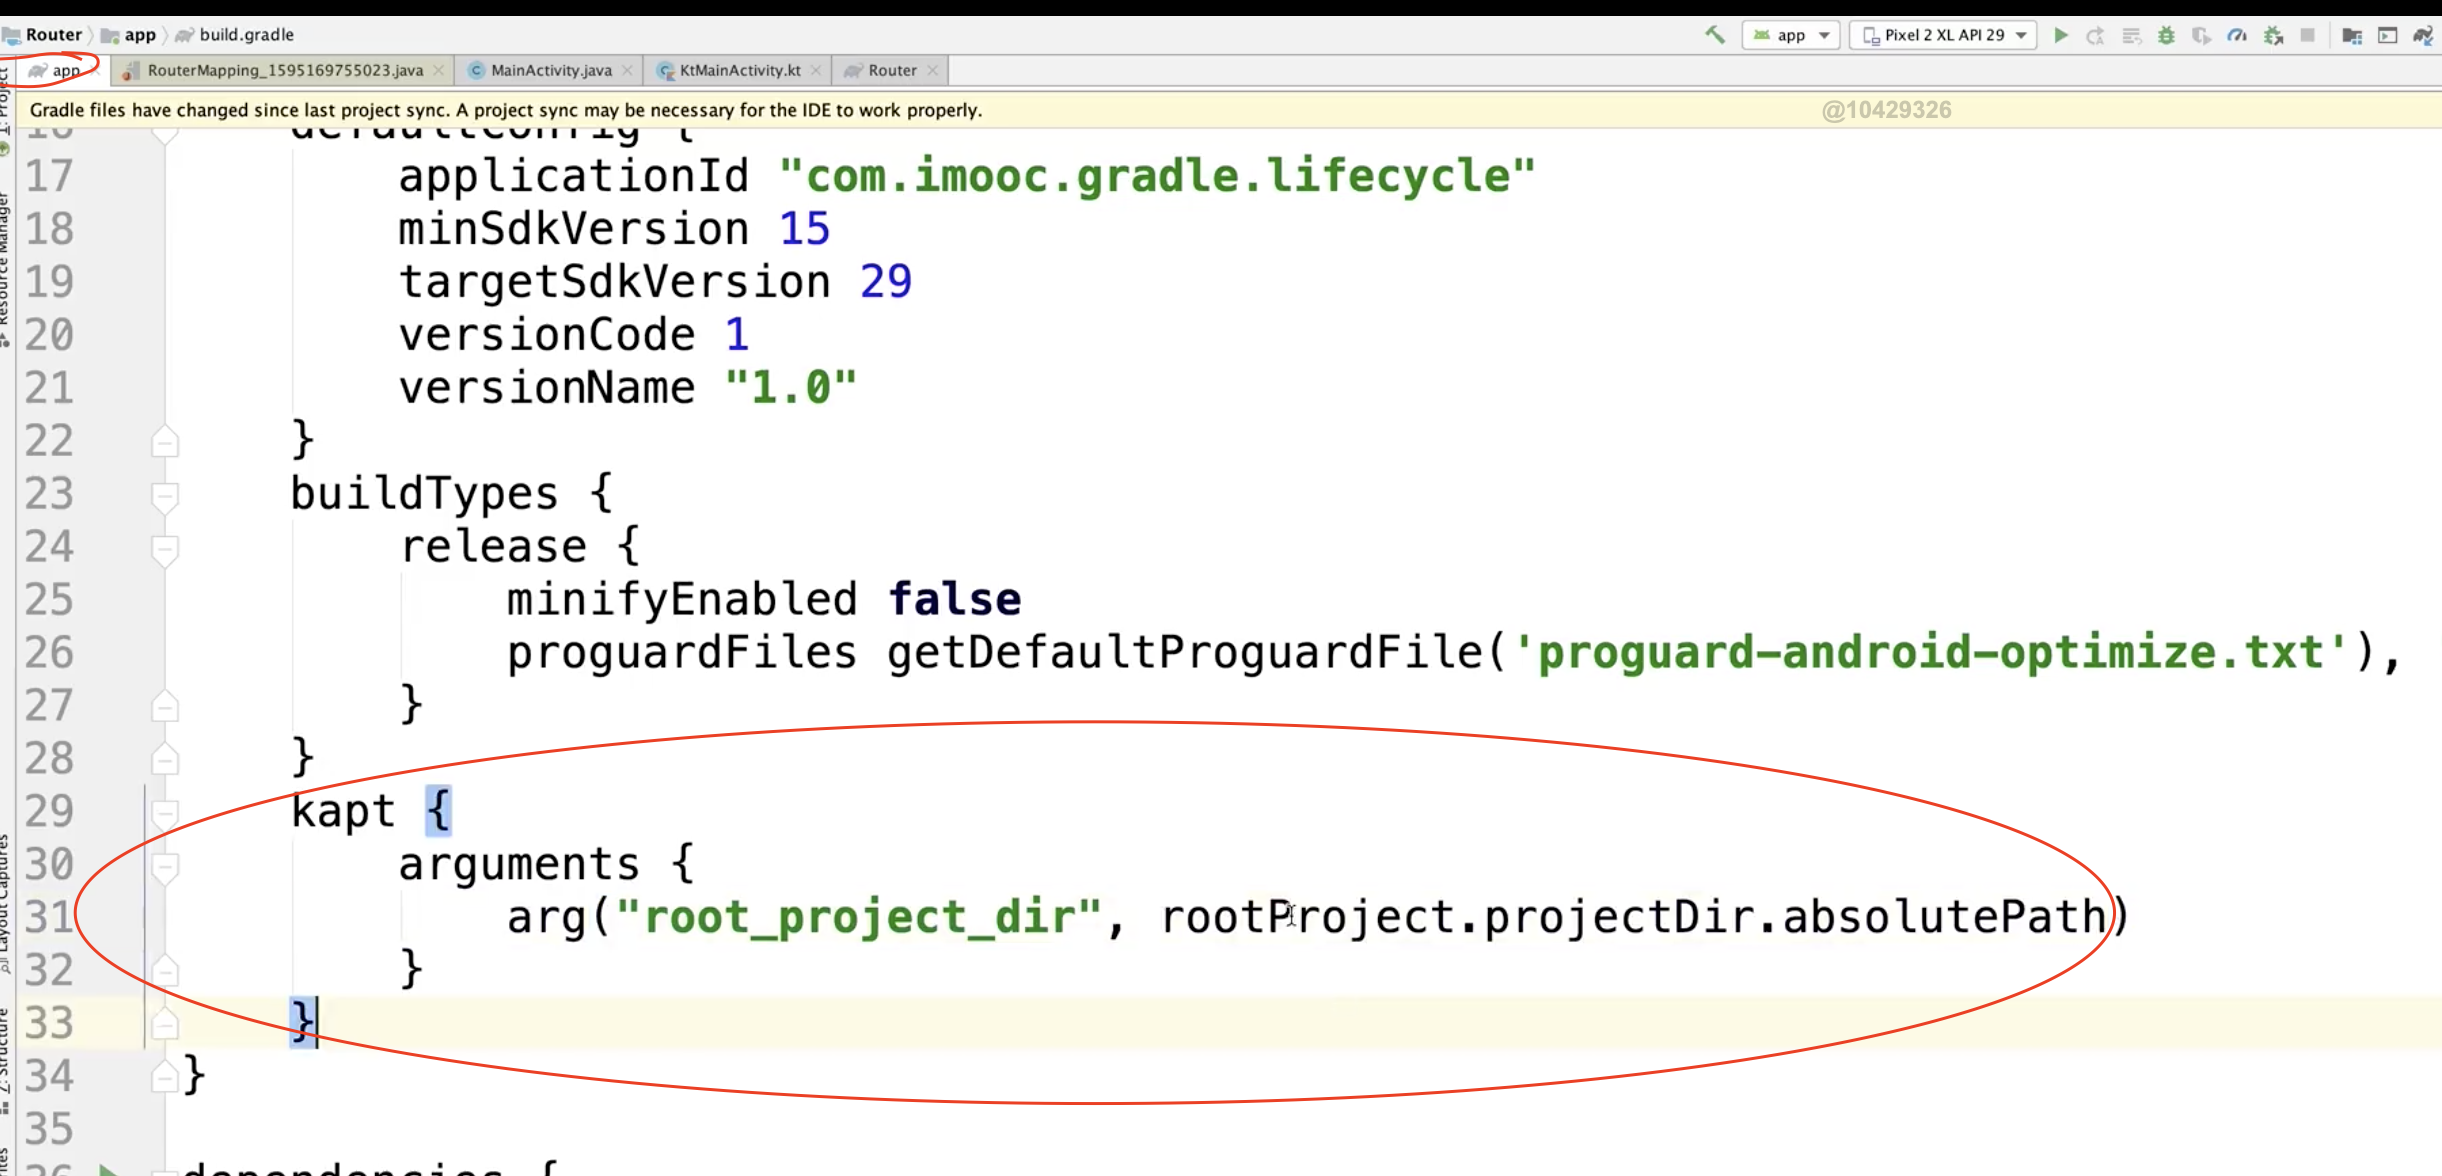 Router app build.gradle app Pixel 2 XL API 29
app RouterMapping_1595169755023.java MainActivity.java KtMainActivity.kt Router
Gradle files have changed since last project sync. A project sync may be necessary for the IDE to work properly.
@10429326
16 defaultConfig {
17 applicationId "com.imooc.gradle.lifecycle"
18 minSdkVersion 15
19 targetSdkVersion 29
20 versionCode 1
21 versionName "1.0"
22 }
23 buildTypes {
24 release {
25 minifyEnabled false
26 proguardFiles getDefaultProguardFile('proguard-android-optimize.txt'),
27 }
28 }
29 kapt {
30 arguments {
31 arg("root_project_dir", rootProject.projectDir.absolutePath)
32 }
33 }
34 }
35
36 dependencies {
Project
Resource Manager
Layout Captures
7: Structure